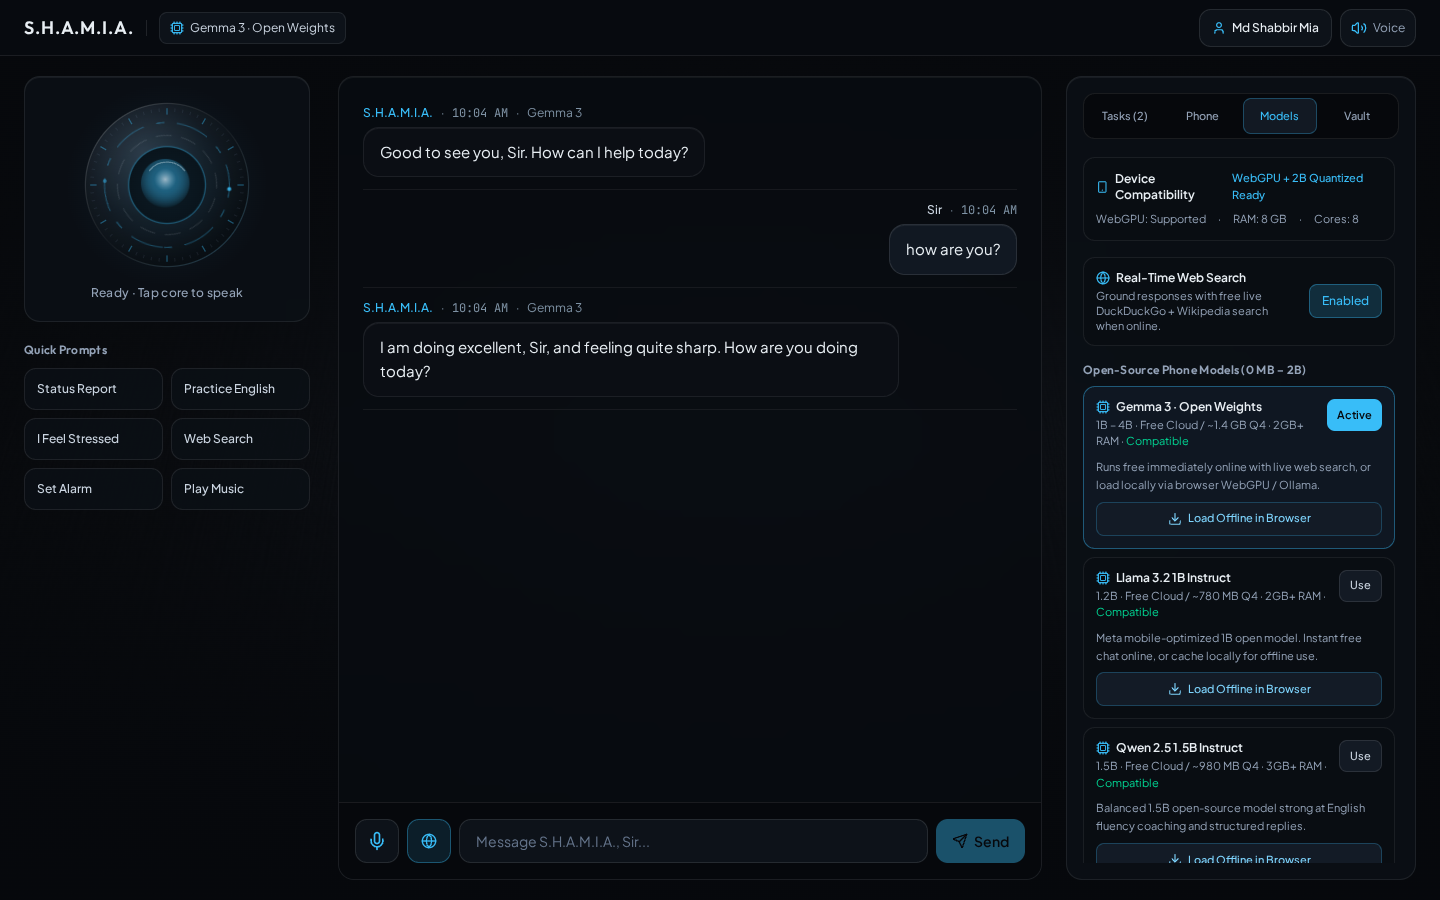 S.H.A.M.I.A.
Gemma 3 · Open Weights
Md Shabbir Mia
Voice
Ready · Tap core to speak
Quick Prompts
Status Report
Practice English
I Feel Stressed
Web Search
Set Alarm
Play Music
S.H.A.M.I.A. · 10:04 AM · Gemma 3
Good to see you, Sir. How can I help today?
Sir · 10:04 AM
how are you?
S.H.A.M.I.A. · 10:04 AM · Gemma 3
I am doing excellent, Sir, and feeling quite sharp. How are you doing
today?
Message S.H.A.M.I.A., Sir...
Send
Tasks (2)
Phone
Models
Vault
Device
Compatibility
WebGPU + 2B Quantized
Ready
WebGPU: Supported · RAM: 8 GB · Cores: 8
Real-Time Web Search
Ground responses with free live
DuckDuckGo + Wikipedia search
when online.
Enabled
Open-Source Phone Models (0 MB – 2B)
Gemma 3 · Open Weights
1B – 4B · Free Cloud / ~1.4 GB Q4 · 2GB+
RAM · Compatible
Active
Runs free immediately online with live web search, or
load locally via browser WebGPU / Ollama.
Load Offline in Browser
Llama 3.2 1B Instruct
1.2B · Free Cloud / ~780 MB Q4 · 2GB+ RAM ·
Compatible
Use
Meta mobile-optimized 1B open model. Instant free
chat online, or cache locally for offline use.
Load Offline in Browser
Qwen 2.5 1.5B Instruct
1.5B · Free Cloud / ~980 MB Q4 · 3GB+ RAM ·
Compatible
Use
Balanced 1.5B open-source model strong at English
fluency coaching and structured replies.
Load Offline in Browser